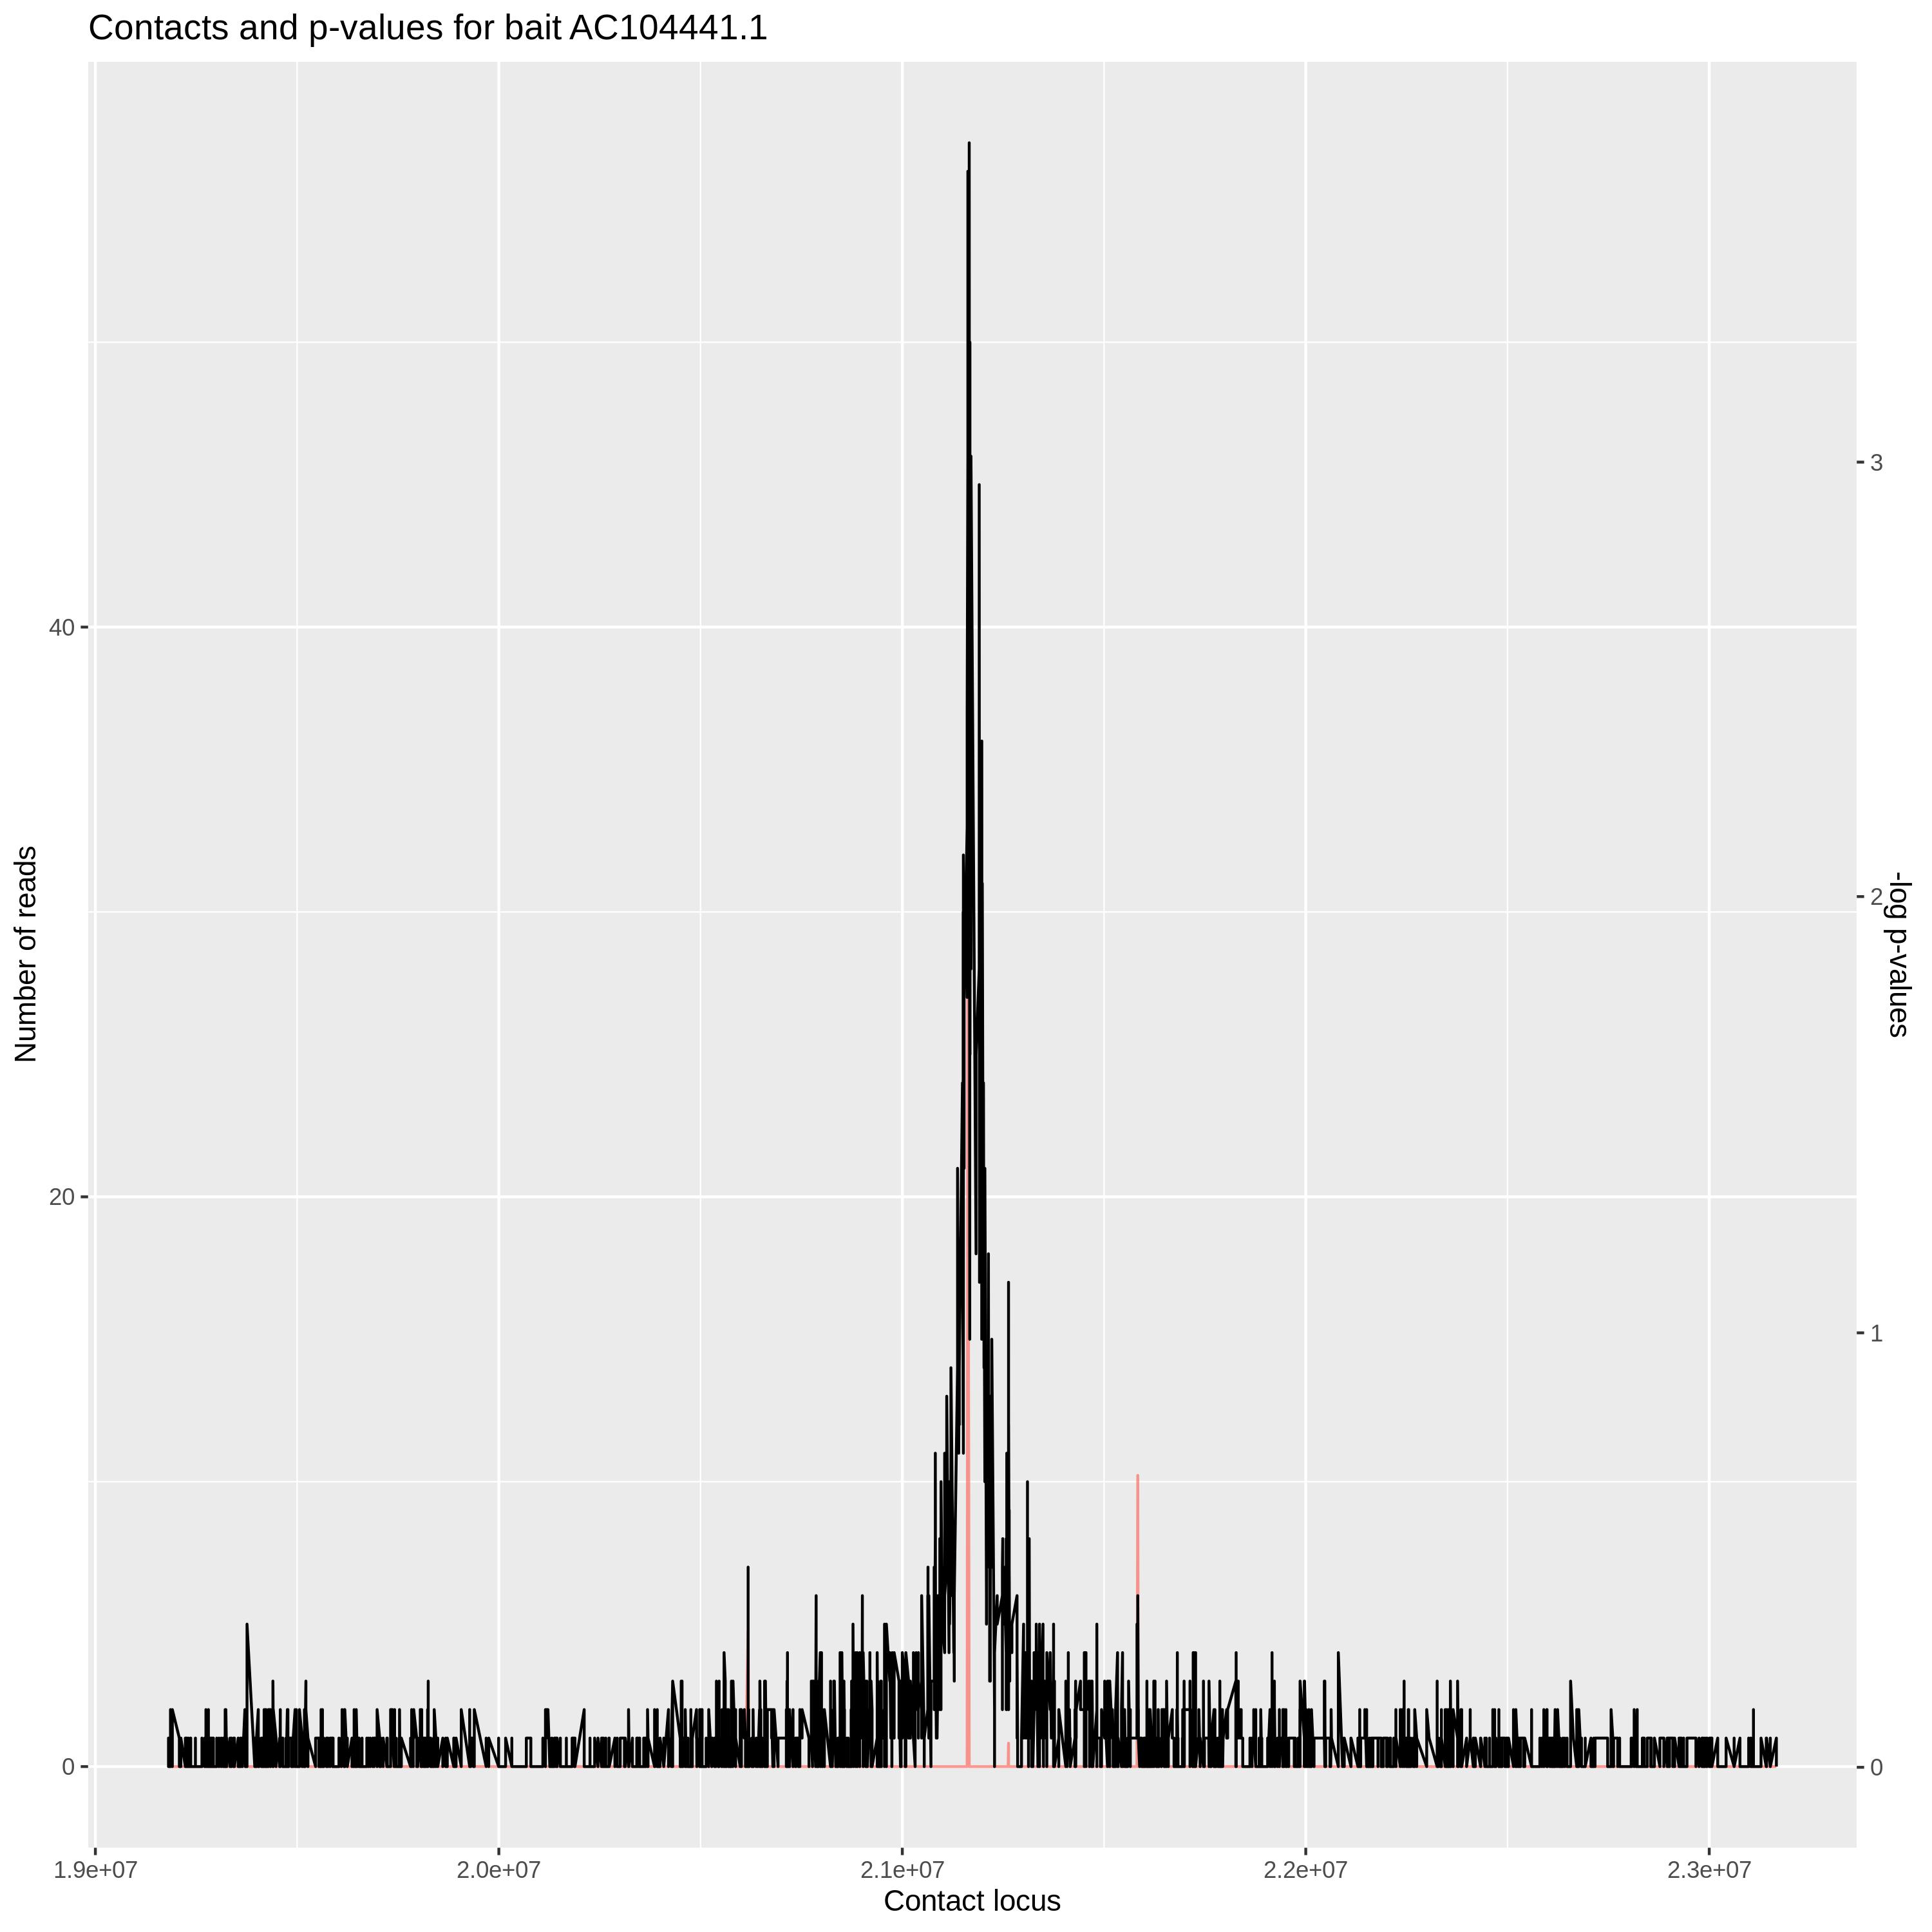 Contacts and p-values for bait AC104441.1
Number of reads
40
20
0
3
2
1
0
-log p-values
1.9e+07
2.0e+07
2.1e+07
2.2e+07
2.3e+07
Contact locus